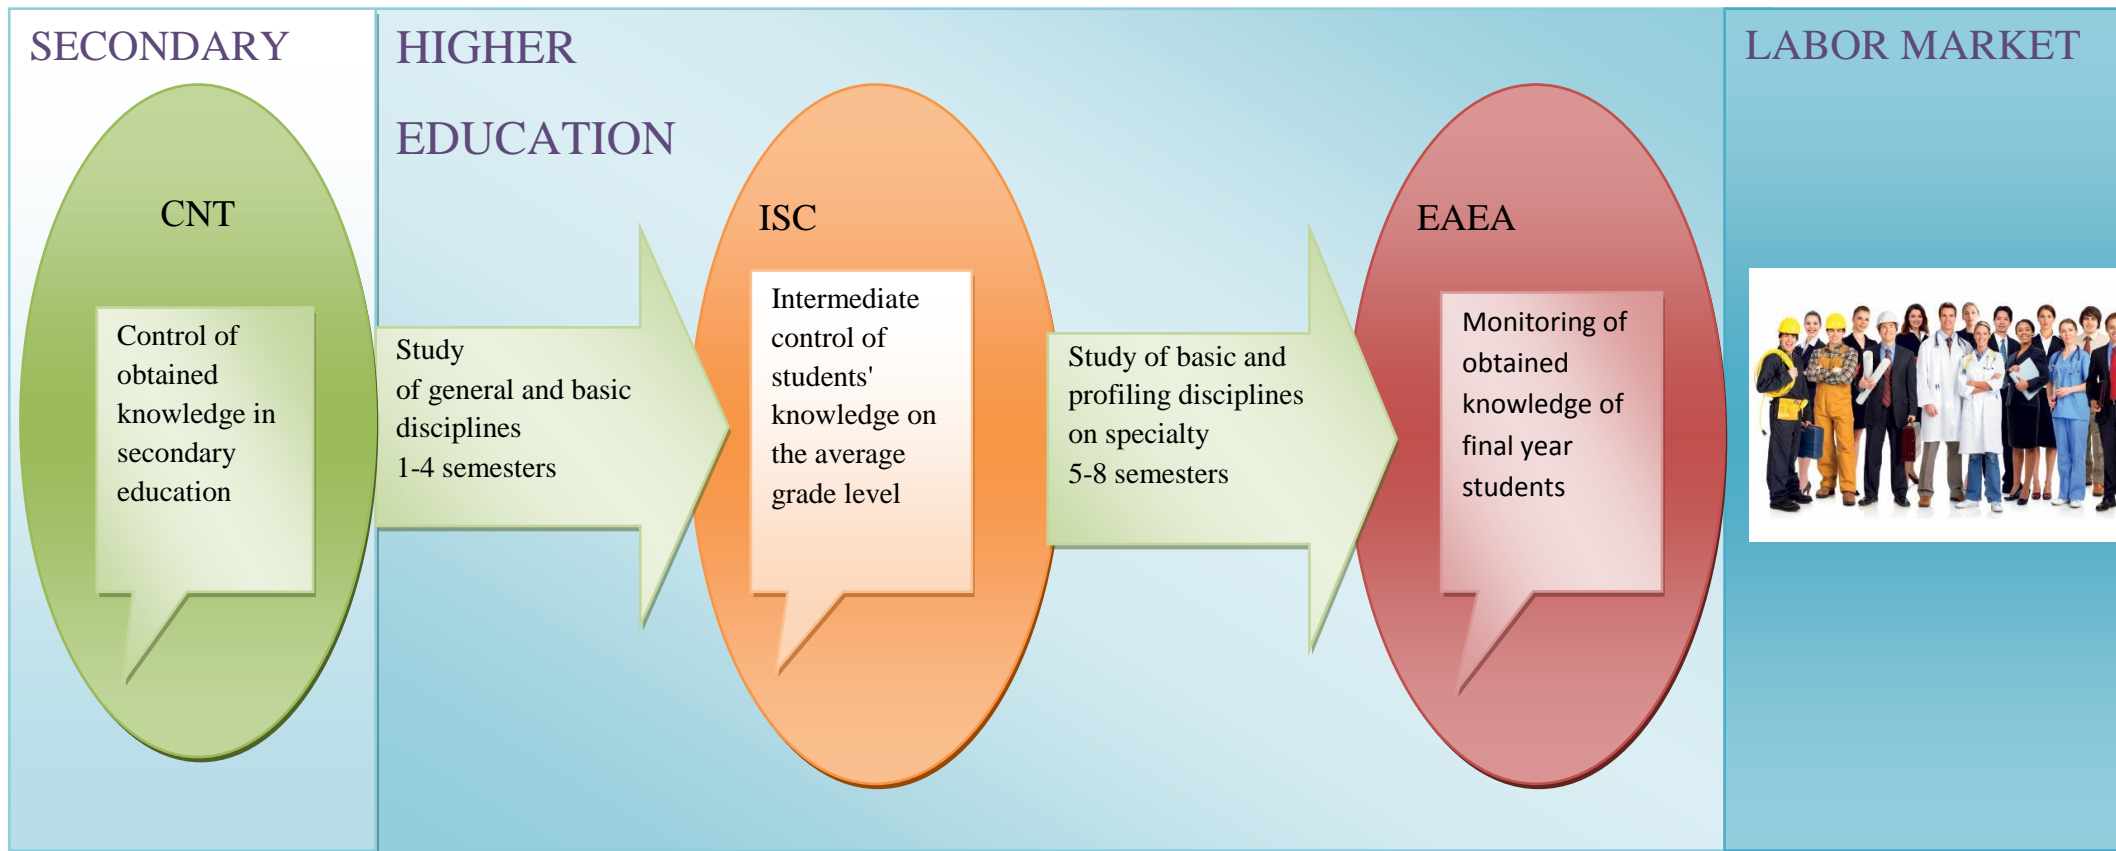 SECONDARY
CNT
Control of
obtained
knowledge in
secondary
education
HIGHER
EDUCATION
Study
of general and basic
disciplines
1-4 semesters
ISC
Intermediate
control of
students'
knowledge on
the average
grade level
Study of basic and
profiling disciplines
on specialty
5-8 semesters
EAEA
Monitoring of
obtained
knowledge of
final year
students
LABOR MARKET